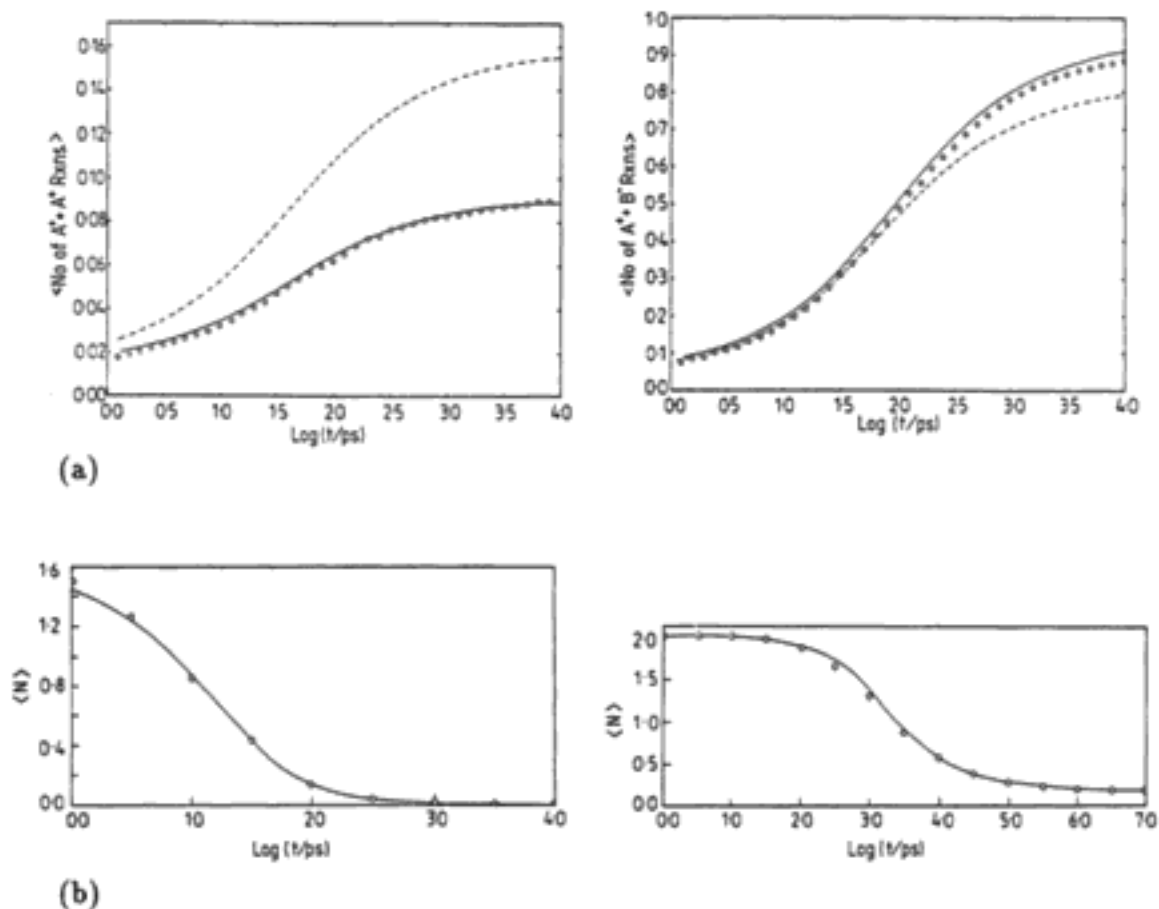 <No of A⁺+ A⁺ Rxns.>
0·16
0·14
0·12
0·10
0·08
0·06
0·04
0·02
0·00
0·0 0·5 1·0 1·5 2·0 2·5 3·0 3·5 4·0
Log (t/ps)
<No of A⁺+ B⁻ Rxns>
1·0
0·9
0·8
0·7
0·6
0·5
0·4
0·3
0·2
0·1
0·0
0·0 0·5 1·0 1·5 2·0 2·5 3·0 3·5 4·0
Log (t/ps)
(a)
⟨N⟩
1·6
1·2
0·8
0·4
0·0
0·0 1·0 2·0 3·0 4·0
Log (t/ps)
⟨N⟩
2·0
1·5
1·0
0·5
0·0
0·0 1·0 2·0 3·0 4·0 5·0 6·0 7·0
Log (t/ps)
(b)